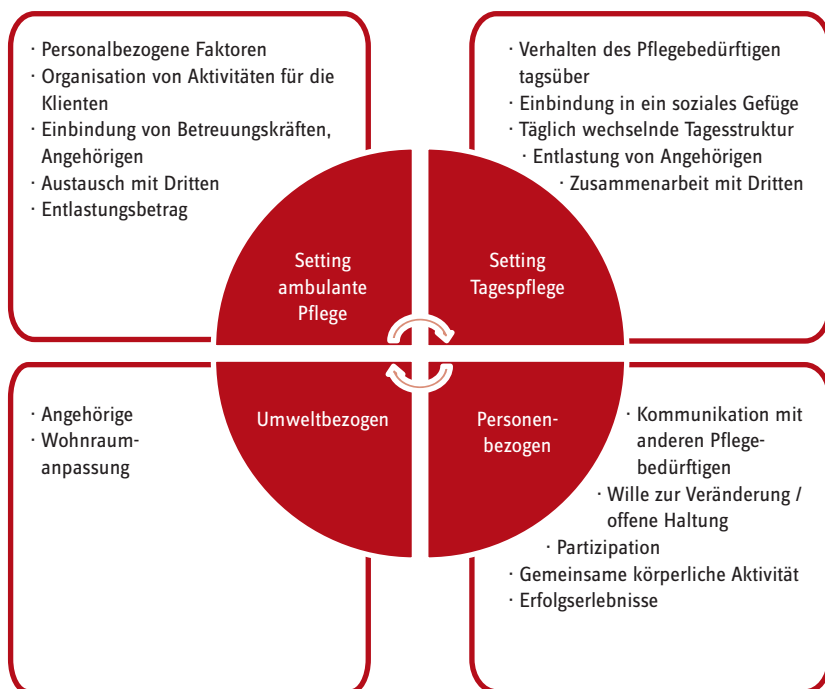 · Personalbezogene Faktoren
· Organisation von Aktivitäten für die
Klienten
· Einbindung von Betreuungskräften,
Angehörigen
· Austausch mit Dritten
· Entlastungsbetrag
· Verhalten des Pflegebedürftigen
tagsüber
· Einbindung in ein soziales Gefüge
· Täglich wechselnde Tagesstruktur
· Entlastung von Angehörigen
· Zusammenarbeit mit Dritten
Setting
ambulante
Pflege
Setting
Tagespflege
· Angehörige
· Wohnraum-
anpassung
Umweltbezogen
Personen-
bezogen
· Kommunikation mit
anderen Pflege-
bedürftigen
· Wille zur Veränderung /
offene Haltung
· Partizipation
· Gemeinsame körperliche Aktivität
· Erfolgserlebnisse